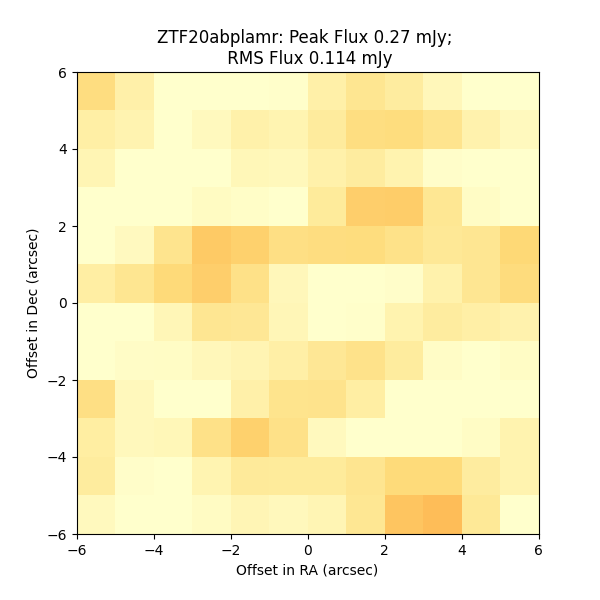 ZTF20abplamr: Peak Flux 0.27 mJy;
RMS Flux 0.114 mJy
6
4
2
0
−2
−4
−6
Offset in Dec (arcsec)
−6 −4 −2 0 2 4 6
Offset in RA (arcsec)